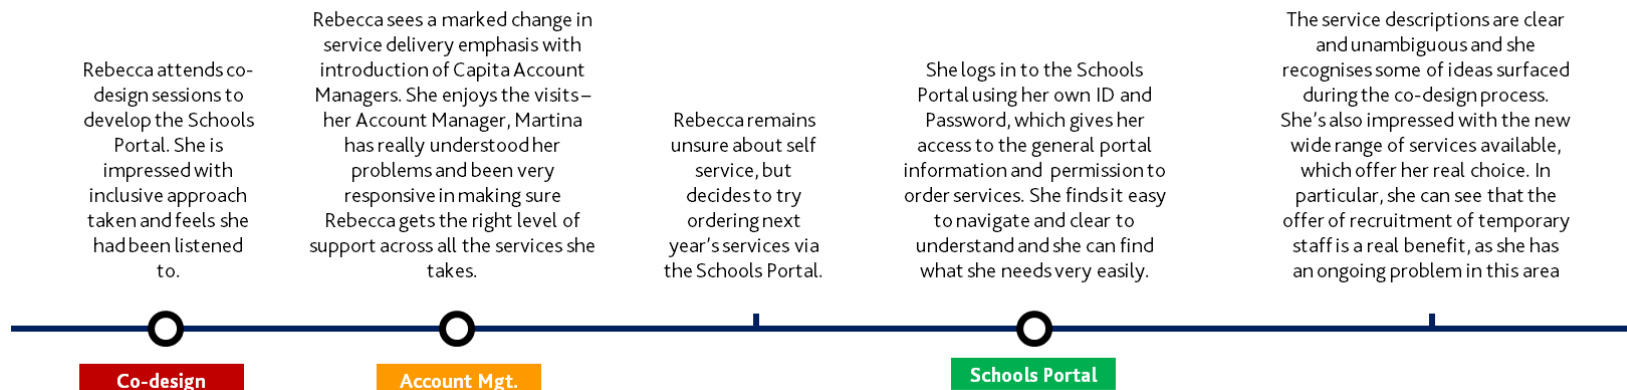 Rebecca attends co-
design sessions to
develop the Schools
Portal. She is
impressed with
inclusive approach
taken and feels she
had been listened
to.
Rebecca sees a marked change in
service delivery emphasis with
introduction of Capita Account
Managers. She enjoys the visits –
her Account Manager, Martina
has really understood her
problems and been very
responsive in making sure
Rebecca gets the right level of
support across all the services she
takes.
Rebecca remains
unsure about self
service, but
decides to try
ordering next
year's services via
the Schools Portal.
She logs in to the Schools
Portal using her own ID and
Password, which gives her
access to the general portal
information and permission to
order services. She finds it easy
to navigate and clear to
understand and she can find
what she needs very easily.
The service descriptions are clear
and unambiguous and she
recognises some of ideas surfaced
during the co-design process.
She's also impressed with the new
wide range of services available,
which offer her real choice. In
particular, she can see that the
offer of recruitment of temporary
staff is a real benefit, as she has
an ongoing problem in this area
Co-design
Account Mgt.
Schools Portal